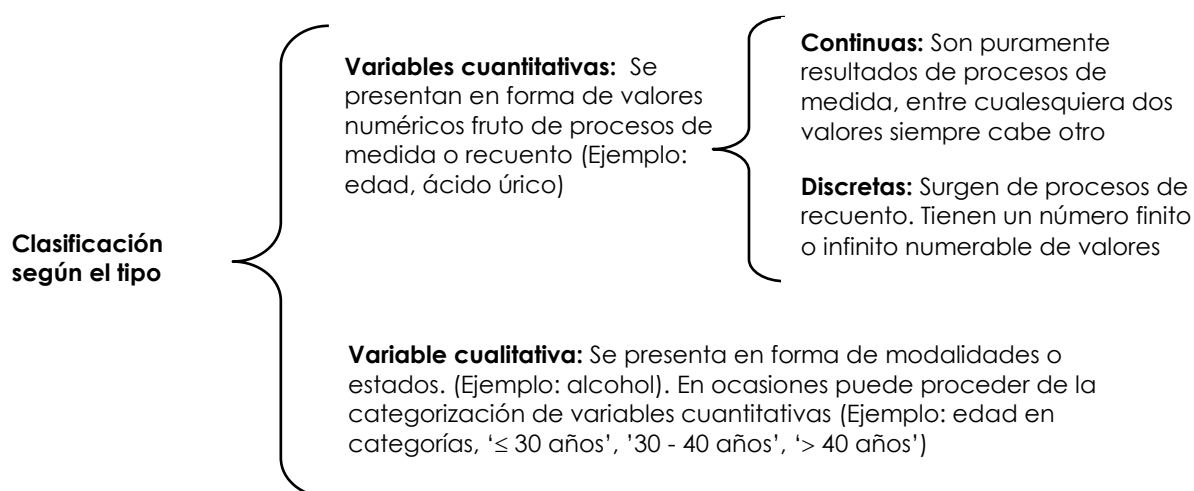 Clasificación
según el tipo
Variables cuantitativas: Se
presentan en forma de valores
numéricos fruto de procesos de
medida o recuento (Ejemplo:
edad, ácido úrico)
Continuas: Son puramente
resultados de procesos de
medida, entre cualesquiera dos
valores siempre cabe otro
Discretas: Surgen de procesos de
recuento. Tienen un número finito
o infinito numerable de valores
Variable cualitativa: Se presenta en forma de modalidades o
estados. (Ejemplo: alcohol). En ocasiones puede proceder de la
categorización de variables cuantitativas (Ejemplo: edad en
categorías, ‘≤ 30 años’, ’30 - 40 años’, ‘> 40 años’)